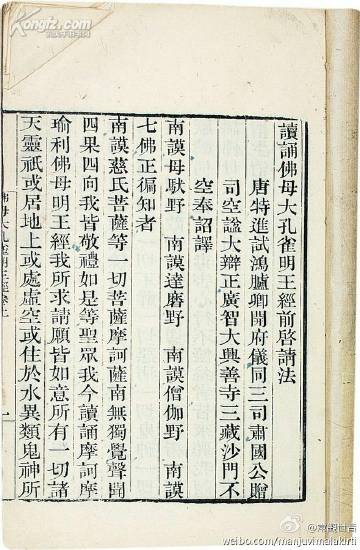 讀誦佛母大孔雀明王經前啓請法
唐特進試鴻臚卿開府儀同三司肅國公贈
司空諡大辯正廣智大興善寺三藏沙門不
空奉詔譯
南謨母馱野 南謨達磨野 南謨僧伽野 南謨
七佛正徧知者
南謨慈氏菩薩等一切菩薩摩訶薩南無獨覺聲聞
四果四向我皆敬禮如是等聖眾我今讀誦摩訶摩
瑜利佛母明王經我所求請願皆如意所有一切諸
天靈祇或居地上或處虛空或住於水異類鬼神所
佛母大孔雀明王經卷上 一
weibo.com/manjuvimalakirti